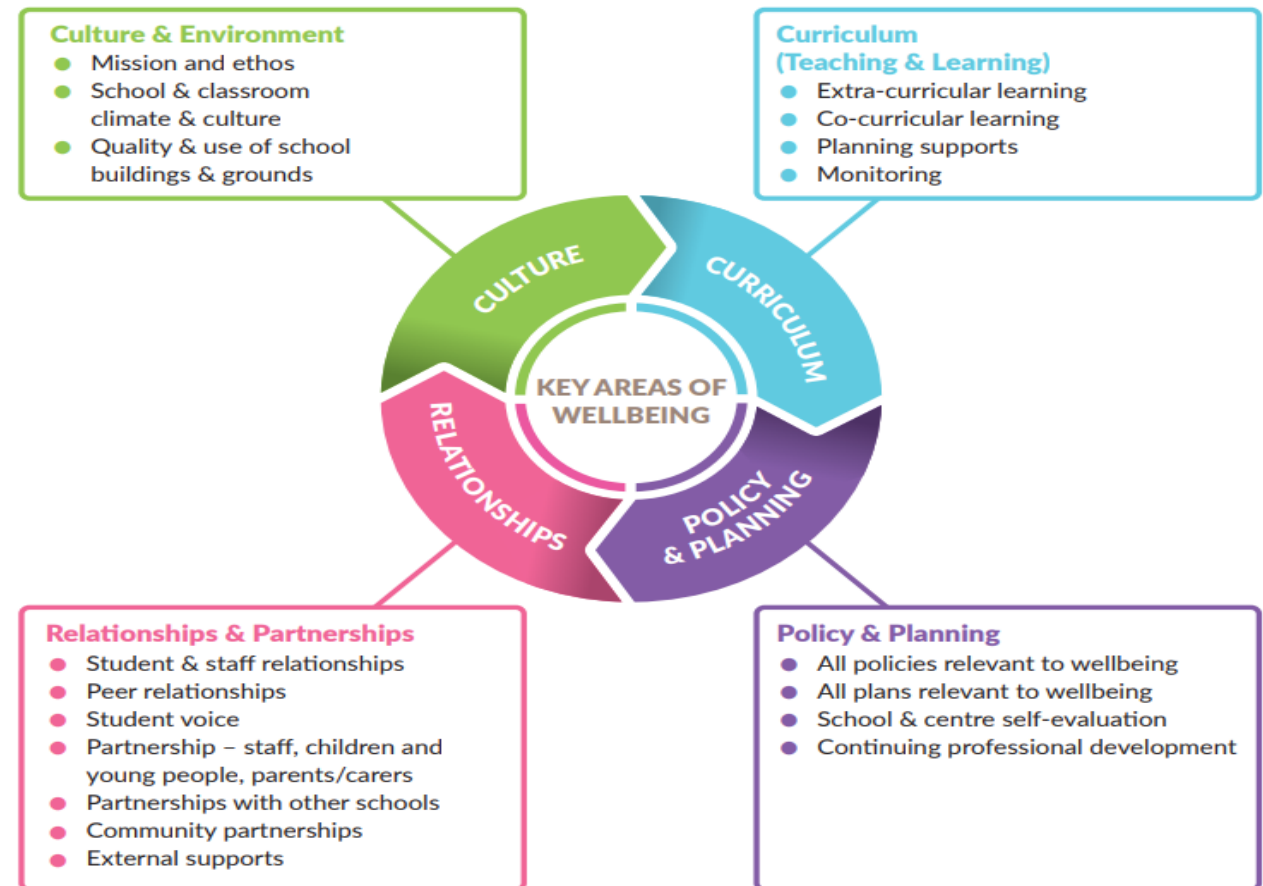 Culture & Environment
● Mission and ethos
● School & classroom
climate & culture
● Quality & use of school
buildings & grounds
Curriculum
(Teaching & Learning)
● Extra-curricular learning
● Co-curricular learning
● Planning supports
● Monitoring
CULTURE
CURRICULUM
KEY AREAS OF
WELLBEING
RELATIONSHIPS
POLICY
& PLANNING
Relationships & Partnerships
● Student & staff relationships
● Peer relationships
● Student voice
● Partnership – staff, children and
young people, parents/carers
● Partnerships with other schools
● Community partnerships
● External supports
Policy & Planning
● All policies relevant to wellbeing
● All plans relevant to wellbeing
● School & centre self-evaluation
● Continuing professional development